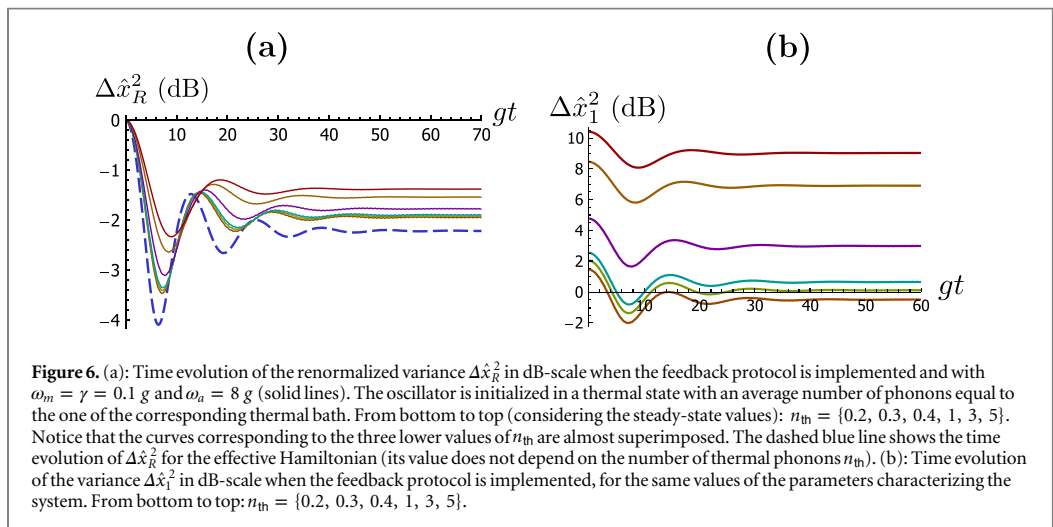 (a)
(b)
Δx̂²_R (dB)
gt
0
10 20 30 40 50 60 70
−1
−2
−3
−4
Δx̂²_1 (dB)
10
8
6
4
2
0
−2
10 20 30 40 50 60
gt
Figure 6. (a): Time evolution of the renormalized variance Δx̂²_R in dB-scale when the feedback protocol is implemented and with
ω_m = γ = 0.1 g and ω_a = 8 g (solid lines). The oscillator is initialized in a thermal state with an average number of phonons equal to
the one of the corresponding thermal bath. From bottom to top (considering the steady-state values): n_th = {0.2, 0.3, 0.4, 1, 3, 5}.
Notice that the curves corresponding to the three lower values of n_th are almost superimposed. The dashed blue line shows the time
evolution of Δx̂²_R for the effective Hamiltonian (its value does not depend on the number of thermal phonons n_th). (b): Time evolution
of the variance Δx̂²_1 in dB-scale when the feedback protocol is implemented, for the same values of the parameters characterizing the
system. From bottom to top: n_th = {0.2, 0.3, 0.4, 1, 3, 5}.